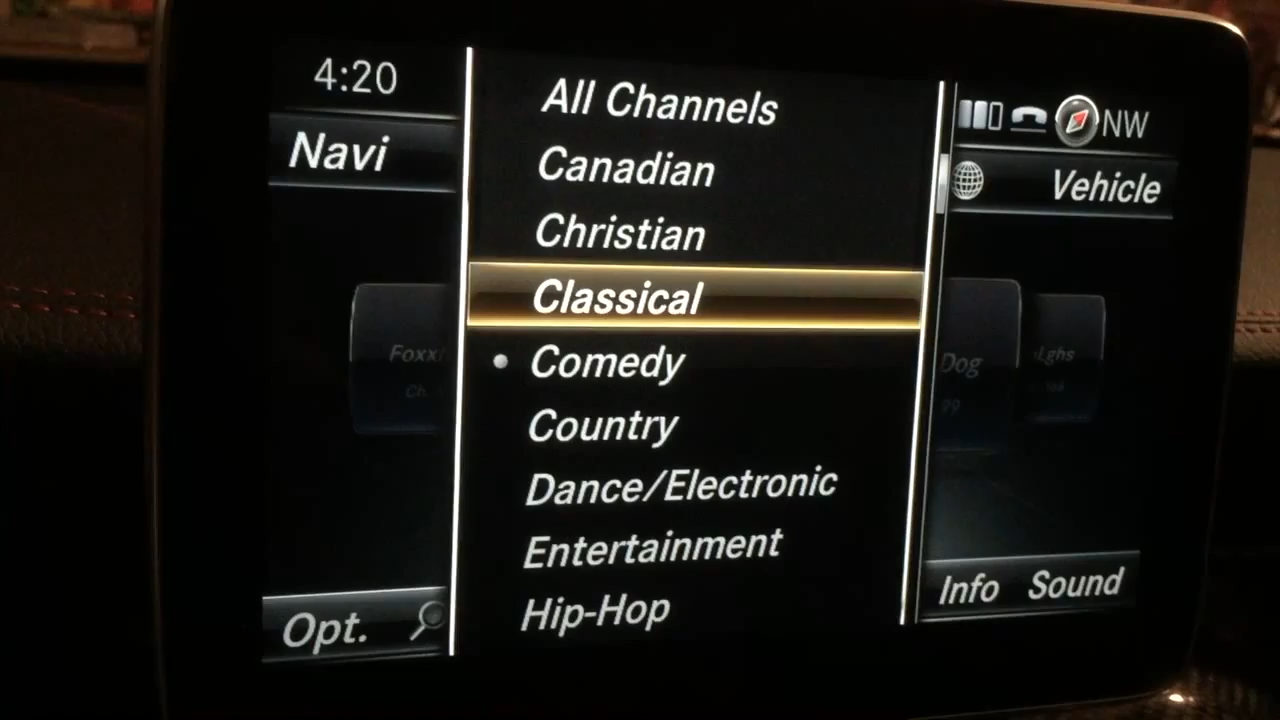 4:20
Navi
All Channels
Canadian
Christian
Classical
Comedy
Country
Dance/Electronic
Entertainment
Hip-Hop
NW
Vehicle
Dog
99
Info Sound
Opt.